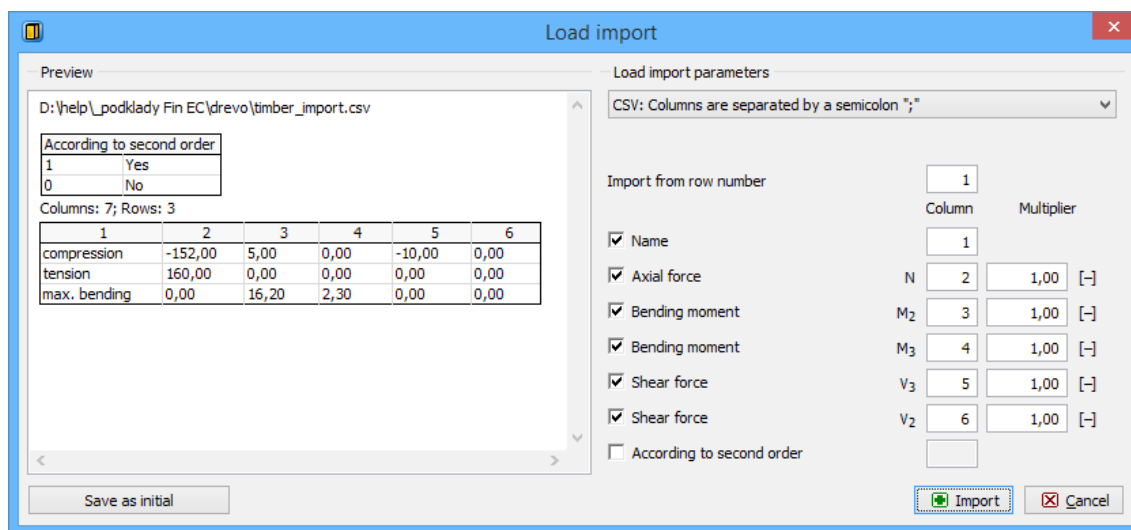 Load import
Preview
D:\help\_podklady Fin EC\drevo\timber_import.csv
According to second order
1 Yes
0 No
Columns: 7; Rows: 3
1 2 3 4 5 6
compression -152,00 5,00 0,00 -10,00 0,00
tension 160,00 0,00 0,00 0,00 0,00
max. bending 0,00 16,20 2,30 0,00 0,00
Save as initial
Load import parameters
CSV: Columns are separated by a semicolon ";"
Import from row number 1
Column Multiplier
Name 1
Axial force N 2 1,00 [–]
Bending moment M2 3 1,00 [–]
Bending moment M3 4 1,00 [–]
Shear force V3 5 1,00 [–]
Shear force V2 6 1,00 [–]
According to second order
Import Cancel